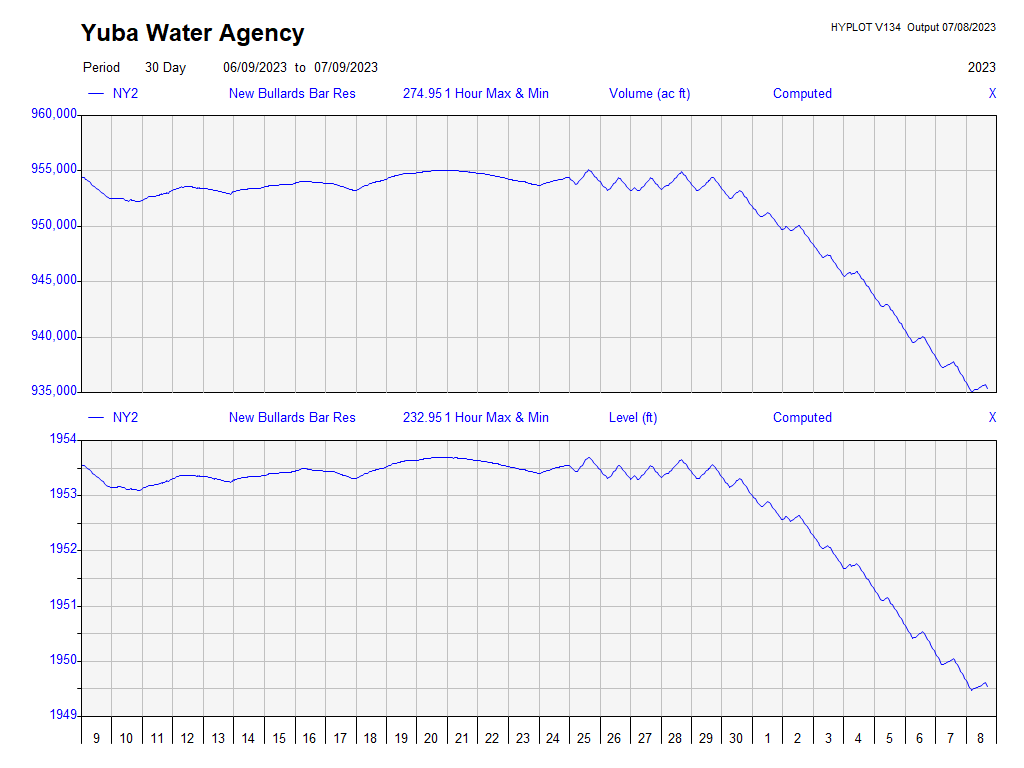 Yuba Water Agency
HYPLOT V134 Output 07/08/2023
Period 30 Day 06/09/2023 to 07/09/2023 2023
NY2 New Bullards Bar Res 274.95 1 Hour Max & Min Volume (ac ft) Computed X
960,000
955,000
950,000
945,000
940,000
935,000
NY2 New Bullards Bar Res 232.95 1 Hour Max & Min Level (ft) Computed X
1954
1953
1952
1951
1950
1949
9 10 11 12 13 14 15 16 17 18 19 20 21 22 23 24 25 26 27 28 29 30 1 2 3 4 5 6 7 8